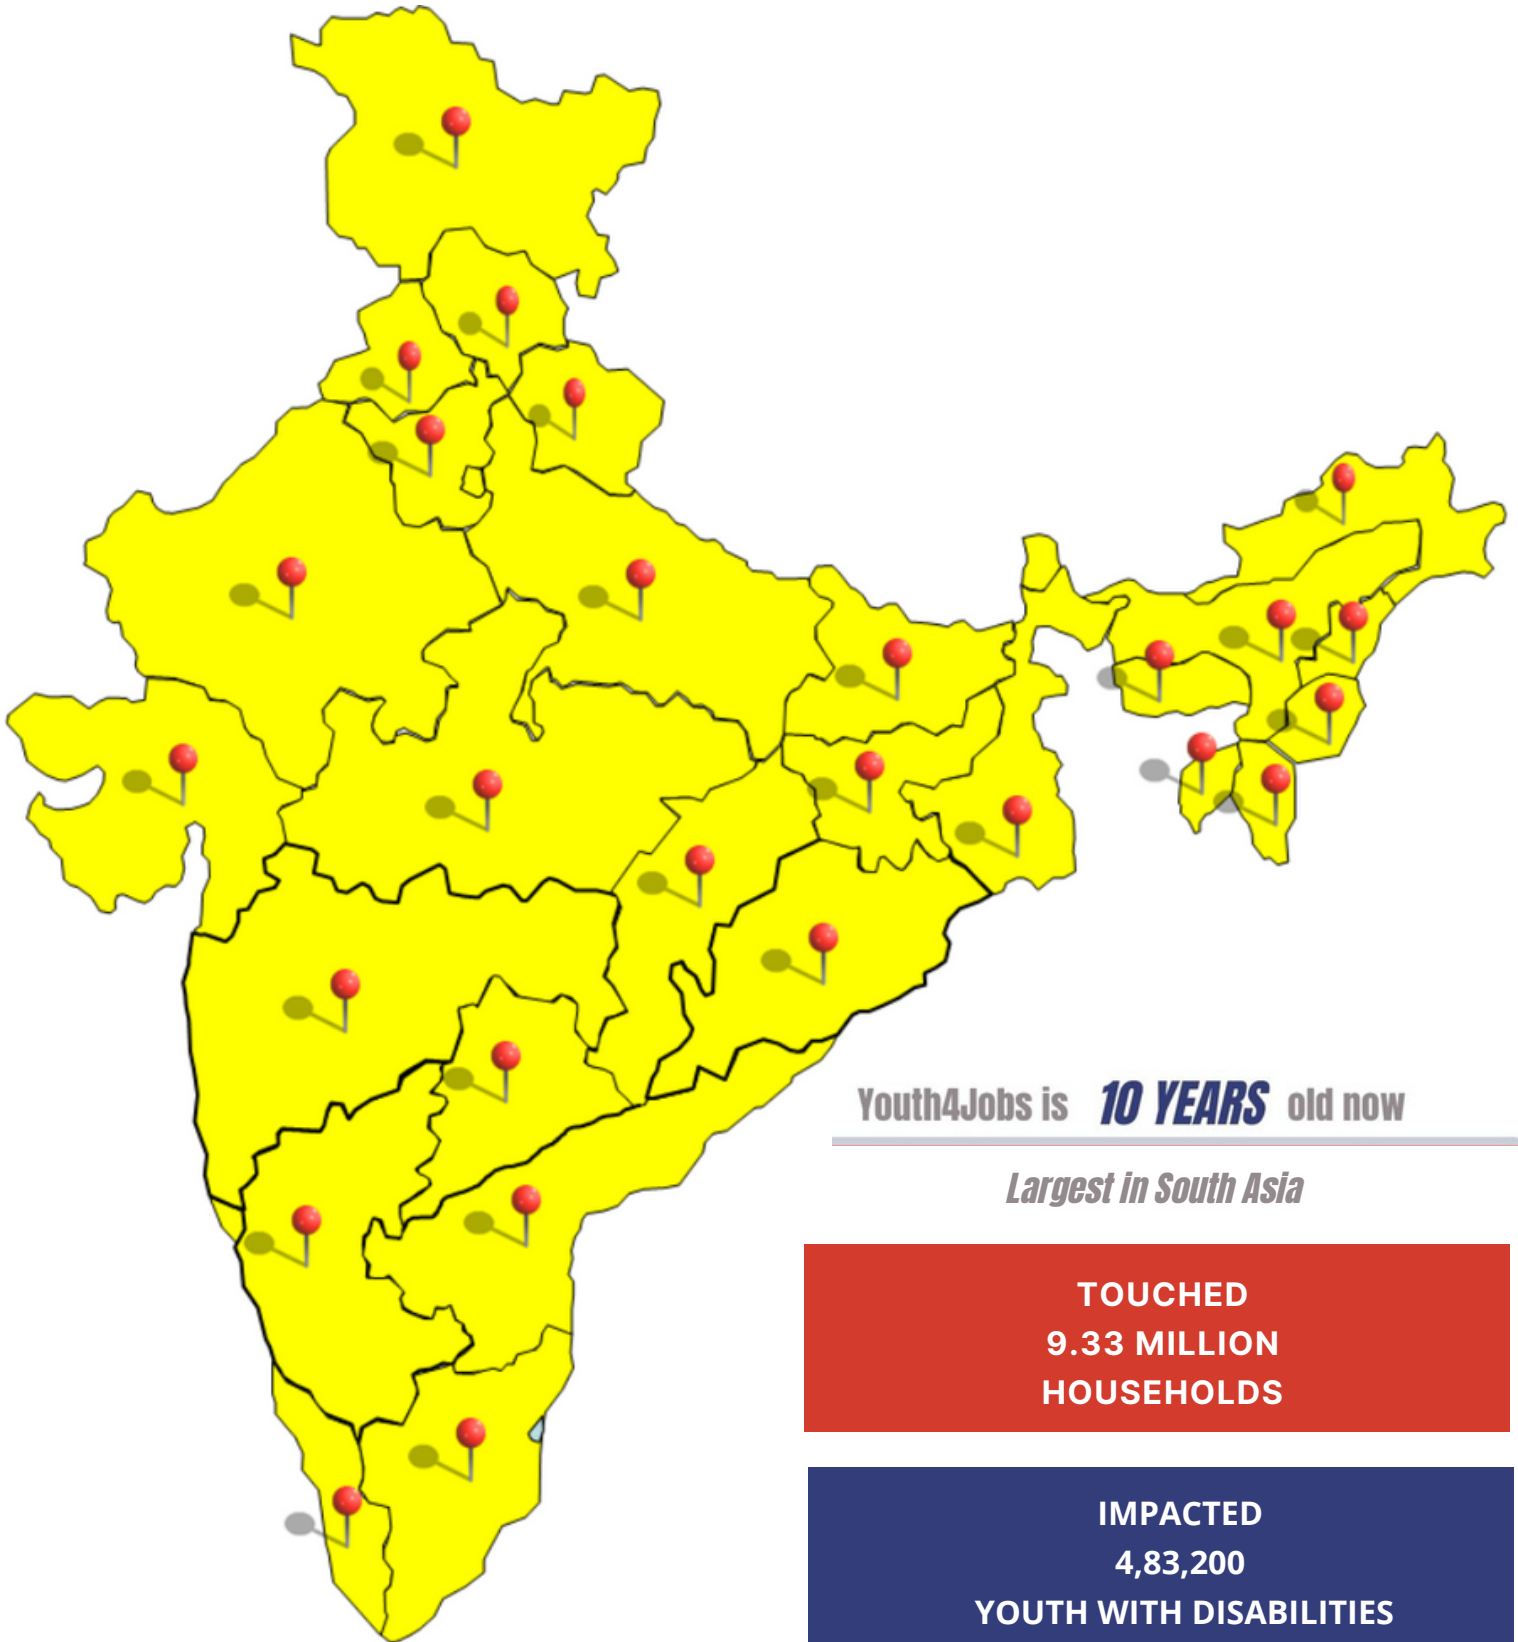 Youth4Jobs is 10 YEARS old now
Largest in South Asia
TOUCHED
9.33 MILLION
HOUSEHOLDS
IMPACTED
4,83,200
YOUTH WITH DISABILITIES